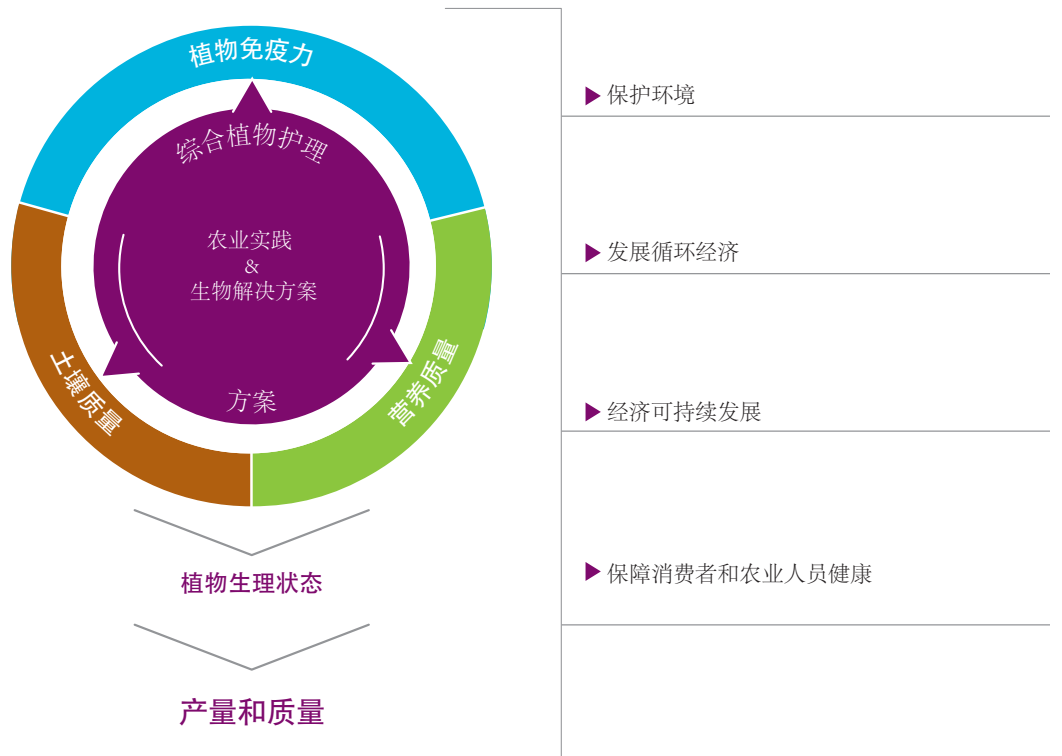 植物免疫力
综合植物护理
农业实践
&
生物解决方案
方案
土壤质量
营养质量
植物生理状态
产量和质量
保护环境
发展循环经济
经济可持续发展
保障消费者和农业人员健康